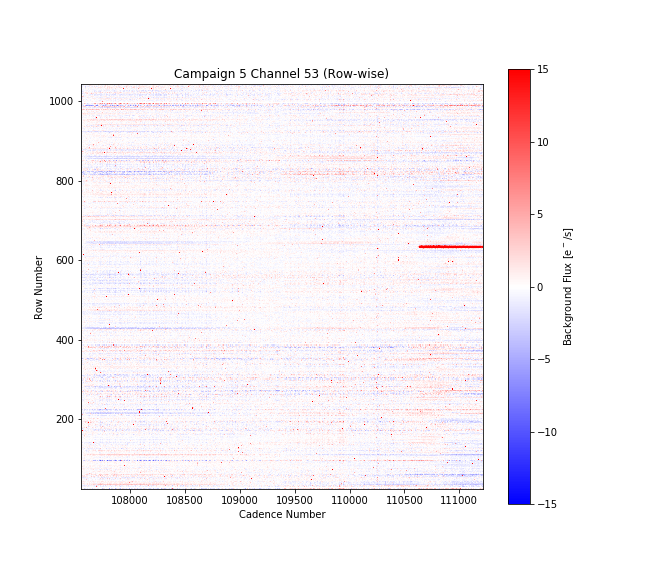 Campaign 5 Channel 53 (Row-wise)
1000
800
600
400
200
Row Number
108000 108500 109000 109500 110000 110500 111000
Cadence Number
15
10
5
0
−5
−10
−15
Background Flux [e⁻/s]